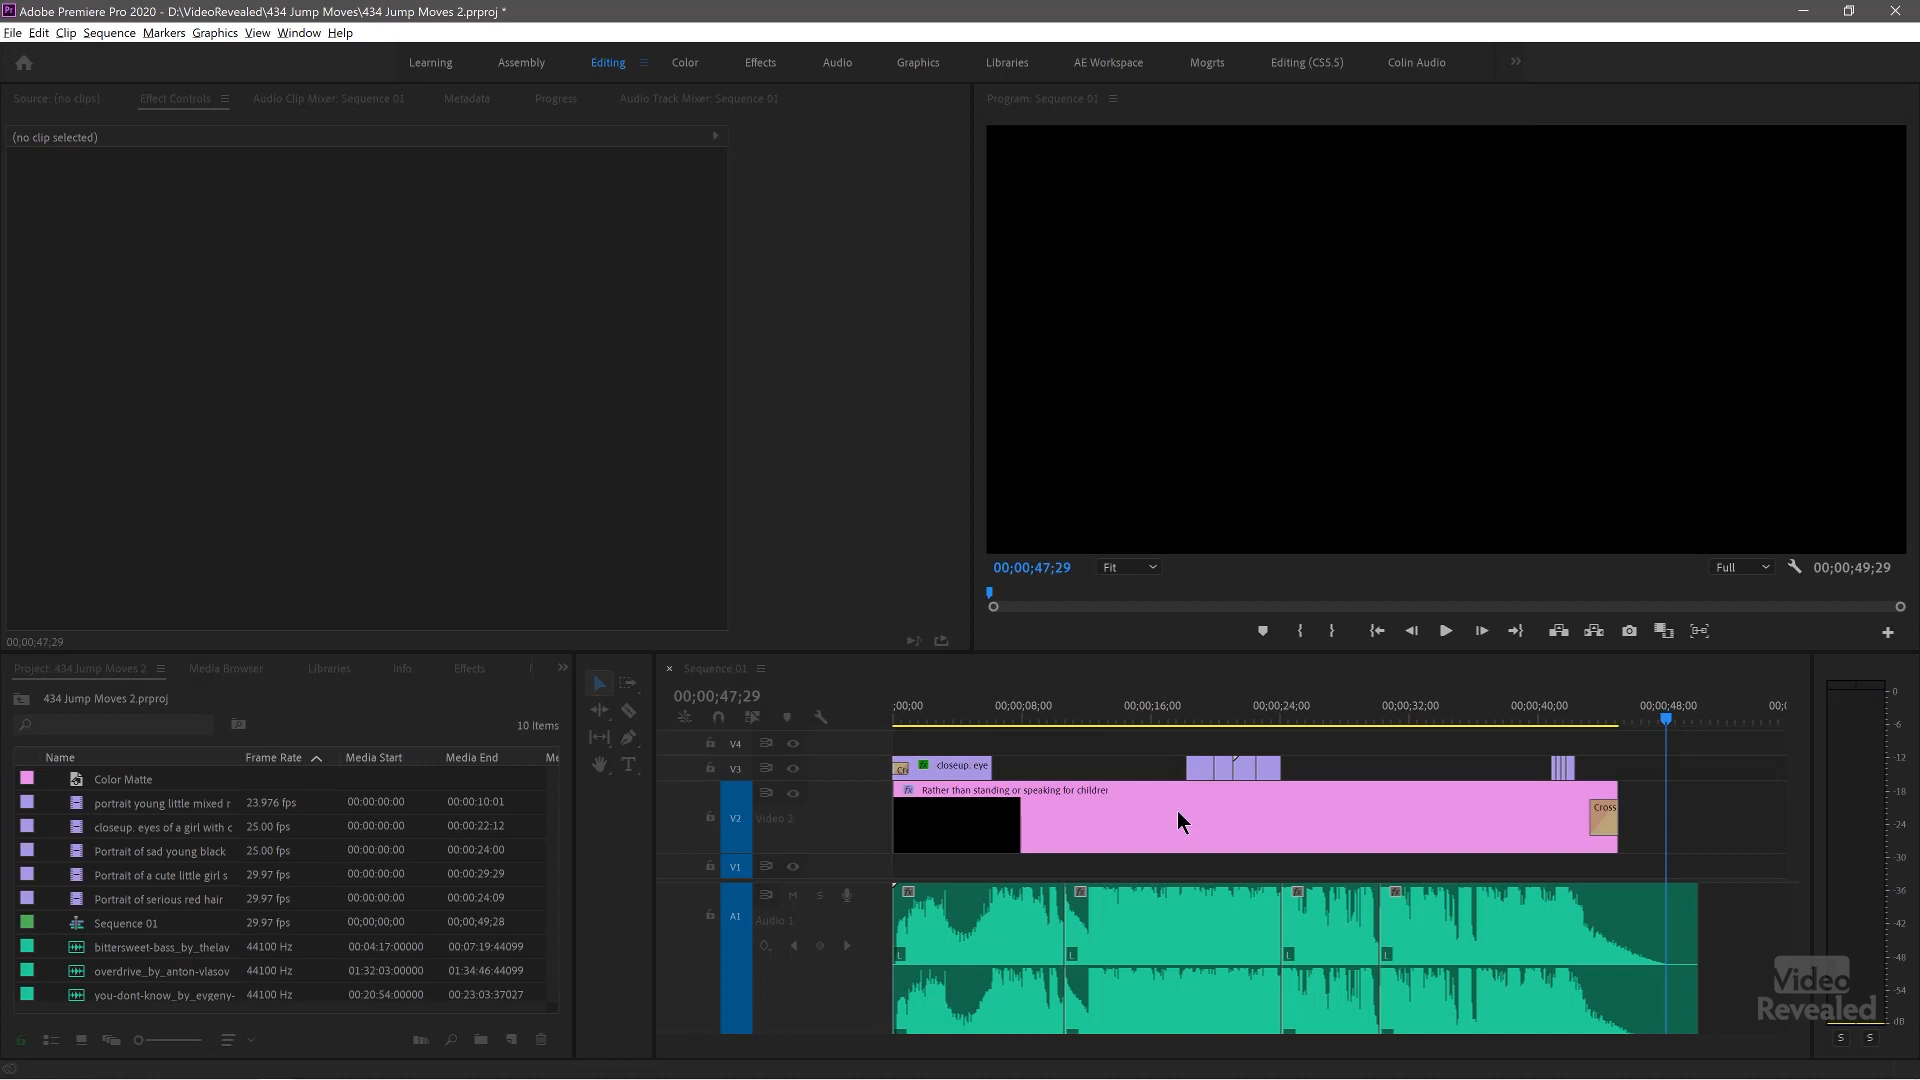 Adobe Premiere Pro 2020 - D:\VideoRevealed\434 Jump Moves\434 Jump Moves 2.prproj *
File Edit Clip Sequence Markers Graphics View Window Help
Learning Assembly Editing Color Effects Audio Graphics Libraries AE Workspace Mogrts Editing (CS5.5) Colin Audio
Source: (no clips) Effect Controls Audio Clip Mixer: Sequence 01 Metadata Progress Audio Track Mixer: Sequence 01
Program: Sequence 01
(no clip selected)
00;00;47;29 Fit Full 00;00;49;29
00;00;47;29
Project: 434 Jump Moves 2 Media Browser Libraries Info Effects
434 Jump Moves 2.prproj
10 Items
Name Frame Rate Media Start Media End Me
Color Matte
portrait young little mixed r 23.976 fps 00:00:00:00 00:00:10:01
closeup. eyes of a girl with c 25.00 fps 00:00:00:00 00:00:22:12
Portrait of sad young black 25.00 fps 00:00:00:00 00:00:24:00
Portrait of a cute little girl s 29.97 fps 00:00:00:00 00:00:29:29
Portrait of serious red hair 29.97 fps 00:00:00:00 00:00:24:09
Sequence 01 29.97 fps 00;00;00;00 00;00;49;28
bittersweet-bass_by_thelav 44100 Hz 00:04:17:00000 00:07:19:44099
overdrive_by_anton-vlasov 44100 Hz 01:32:03:00000 01:34:46:44099
you-dont-know_by_evgeny- 44100 Hz 00:20:54:00000 00:23:03:37027
Sequence 01
00;00;47;29
;00;00 00;00;08;00 00;00;16;00 00;00;24;00 00;00;32;00 00;00;40;00 00;00;48;00 00;0
V4
V3 closeup. eye
Rather than standing or speaking for childrer
Cross
V2 Video 2
V1
M S
A1 Audio 1
L L L L
0
-6
-12
-18
-24
-30
-36
-42
-48
-54
dB
S S
Video
Revealed